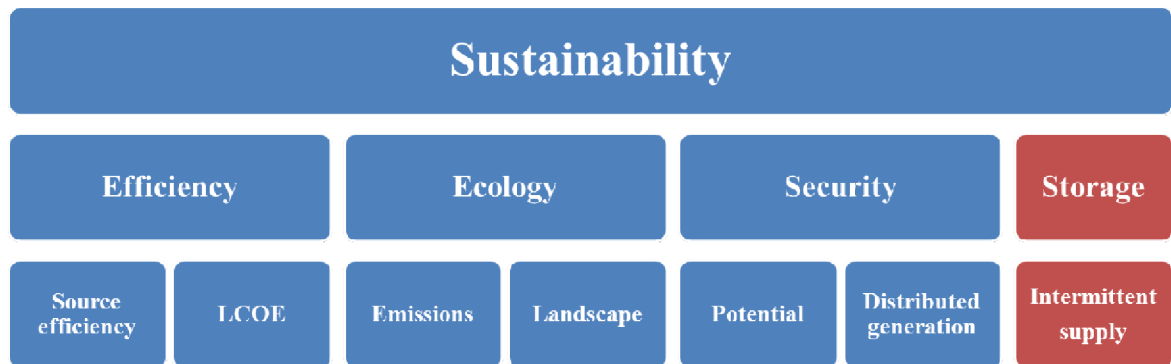 Sustainability
Efficiency
Ecology
Security
Storage
Source
efficiency
LCOE
Emissions
Landscape
Potential
Distributed
generation
Intermittent
supply